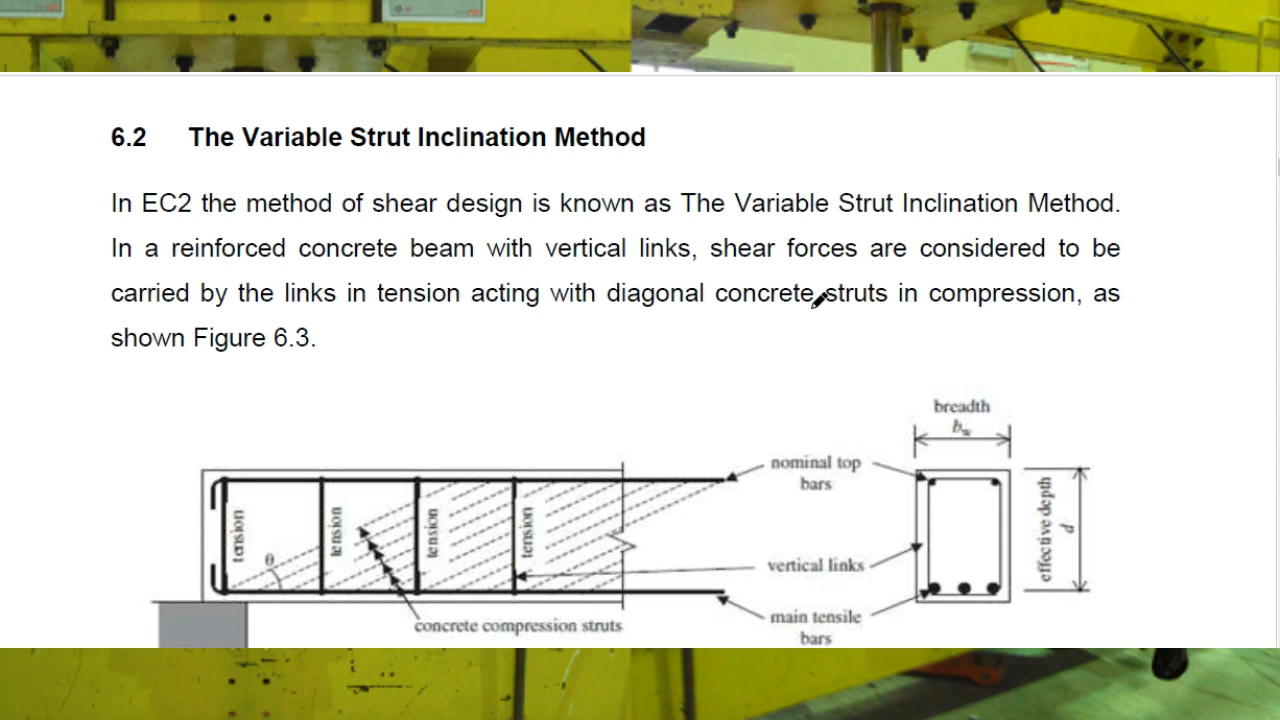 6.2 The Variable Strut Inclination Method
In EC2 the method of shear design is known as The Variable Strut Inclination Method.
In a reinforced concrete beam with vertical links, shear forces are considered to be
carried by the links in tension acting with diagonal concrete struts in compression, as
shown Figure 6.3.
breadth
bw
nominal top
bars
tension
tension
tension
tension
θ
effective depth
d
vertical links
main tensile
bars
concrete compression struts